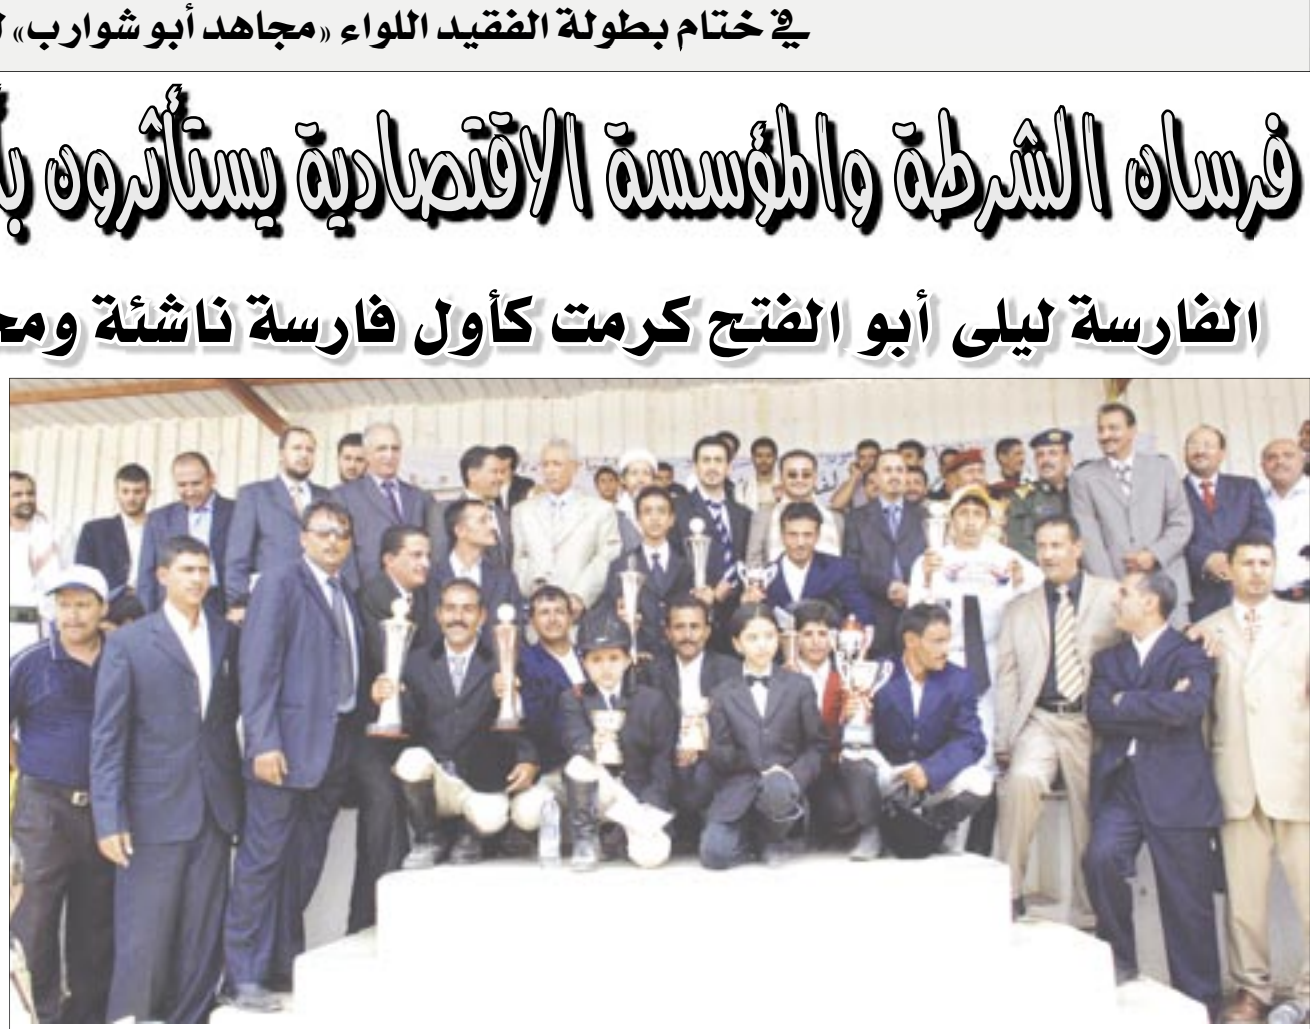 في ختام بطولة الفقيد اللواء «مجاهد أبو شوارب»
فرسان الشرطة والمؤسسة الاقتصادية يستأثرون
الفارسة ليلى أبو الفتح كرمت كأول فارسة ناشئة